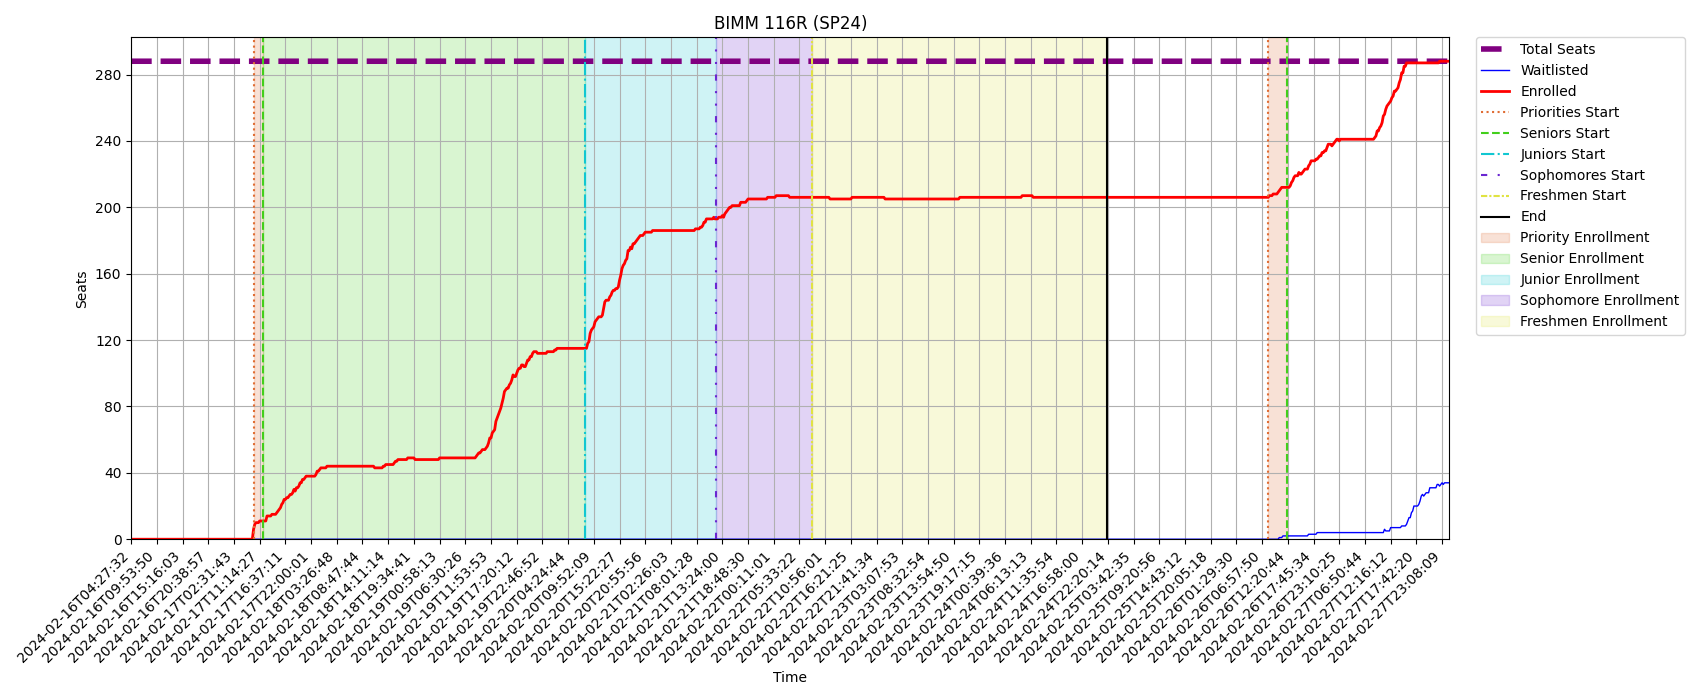 BIMM 116R (SP24)
Seats
280
240
200
160
120
80
40
0
2024-02-16T04:27:32
2024-02-16T09:53:50
2024-02-16T15:16:03
2024-02-16T20:38:57
2024-02-17T02:31:43
2024-02-17T11:14:27
2024-02-17T16:37:11
2024-02-17T22:00:01
2024-02-18T03:26:48
2024-02-18T08:47:44
2024-02-18T14:11:14
2024-02-18T19:34:41
2024-02-19T00:58:13
2024-02-19T06:30:26
2024-02-19T11:53:53
2024-02-19T17:20:12
2024-02-19T22:46:52
2024-02-20T04:24:44
2024-02-20T09:52:09
2024-02-20T15:22:27
2024-02-20T20:55:56
2024-02-21T02:26:03
2024-02-21T08:01:28
2024-02-21T13:24:00
2024-02-21T18:48:30
2024-02-22T00:11:01
2024-02-22T05:33:22
2024-02-22T10:56:01
2024-02-22T16:21:25
2024-02-22T21:41:34
2024-02-23T03:07:53
2024-02-23T08:32:54
2024-02-23T13:54:50
2024-02-23T19:17:15
2024-02-24T00:39:36
2024-02-24T06:13:13
2024-02-24T11:35:54
2024-02-24T16:58:00
2024-02-24T22:20:14
2024-02-25T03:42:35
2024-02-25T09:20:56
2024-02-25T14:43:12
2024-02-25T20:05:18
2024-02-26T01:29:30
2024-02-26T06:57:50
2024-02-26T12:20:44
2024-02-26T17:45:34
2024-02-26T23:10:25
2024-02-27T06:50:44
2024-02-27T12:16:12
2024-02-27T17:42:20
2024-02-27T23:08:09
Time
Total Seats
Waitlisted
Enrolled
Priorities Start
Seniors Start
Juniors Start
Sophomores Start
Freshmen Start
End
Priority Enrollment
Senior Enrollment
Junior Enrollment
Sophomore Enrollment
Freshmen Enrollment